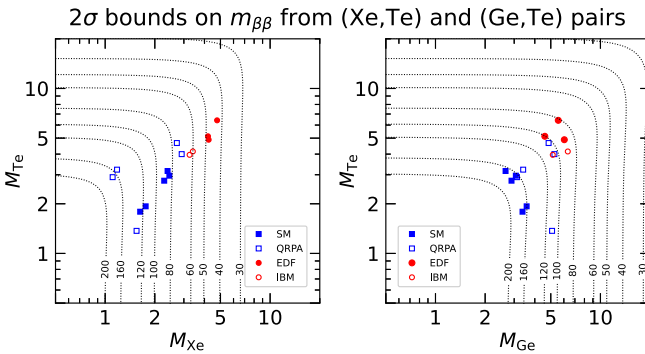 2σ bounds on mββ from (Xe,Te) and (Ge,Te) pairs
MTe
10
5
2
1
200
160
120
100
80
60
50
40
30
SM
QRPA
EDF
IBM
1
2
5
10
MXe
MTe
10
5
2
1
200
160
120
100
80
60
50
40
30
SM
QRPA
EDF
IBM
1
2
5
10
MGe